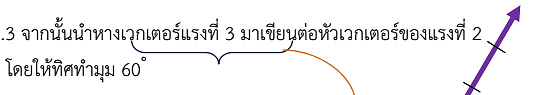 .3 จากนั้นนำหางเวกเตอร์แรงที่ 3 มาเขียนต่อหัวเวกเตอร์ของแรงที่ 2
โดยให้ทิศทำมุม 60°